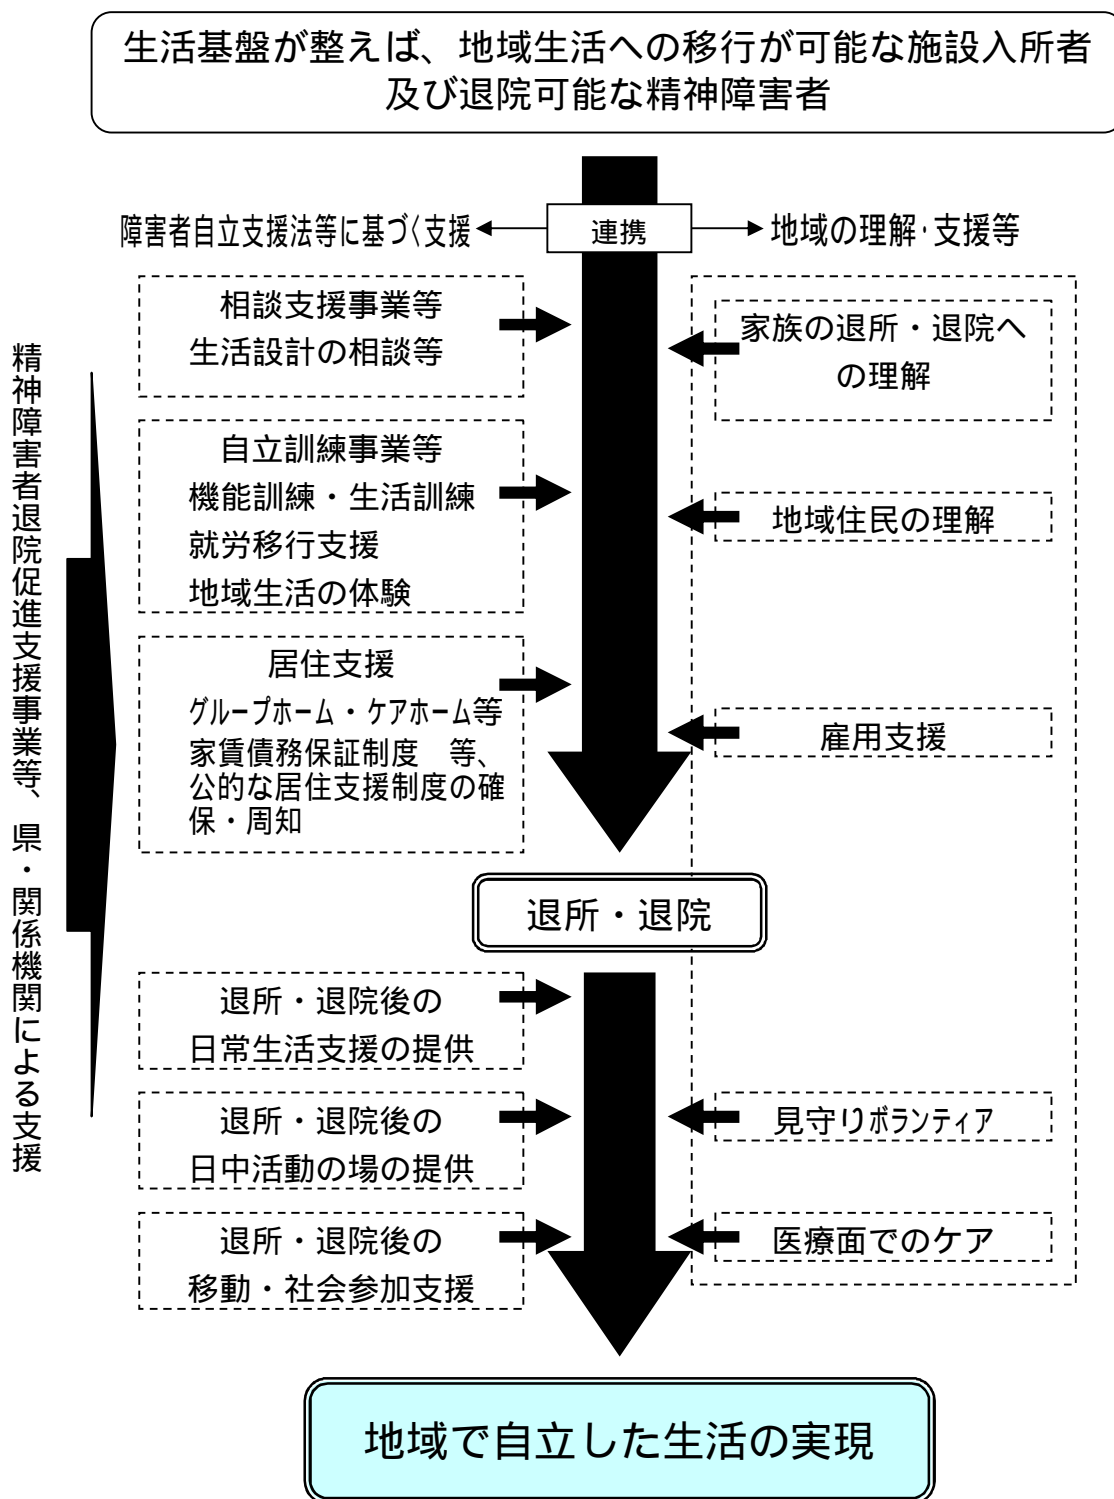 生活基盤が整えば、地域生活への移行が可能な施設入所者
及び退院可能な精神障害者
障害者自立支援法等に基づく支援
連携
地域の理解・支援等
精神障害者退院促進支援事業等、県・関係機関による支援
相談支援事業等
生活設計の相談等
家族の退所・退院へ
の理解
自立訓練事業等
機能訓練・生活訓練
就労移行支援
地域生活の体験
地域住民の理解
居住支援
グループホーム・ケアホーム等
家賃債務保証制度　等、
公的な居住支援制度の確
保・周知
雇用支援
退所・退院
退所・退院後の
日常生活支援の提供
退所・退院後の
日中活動の場の提供
見守りボランティア
退所・退院後の
移動・社会参加支援
医療面でのケア
地域で自立した生活の実現